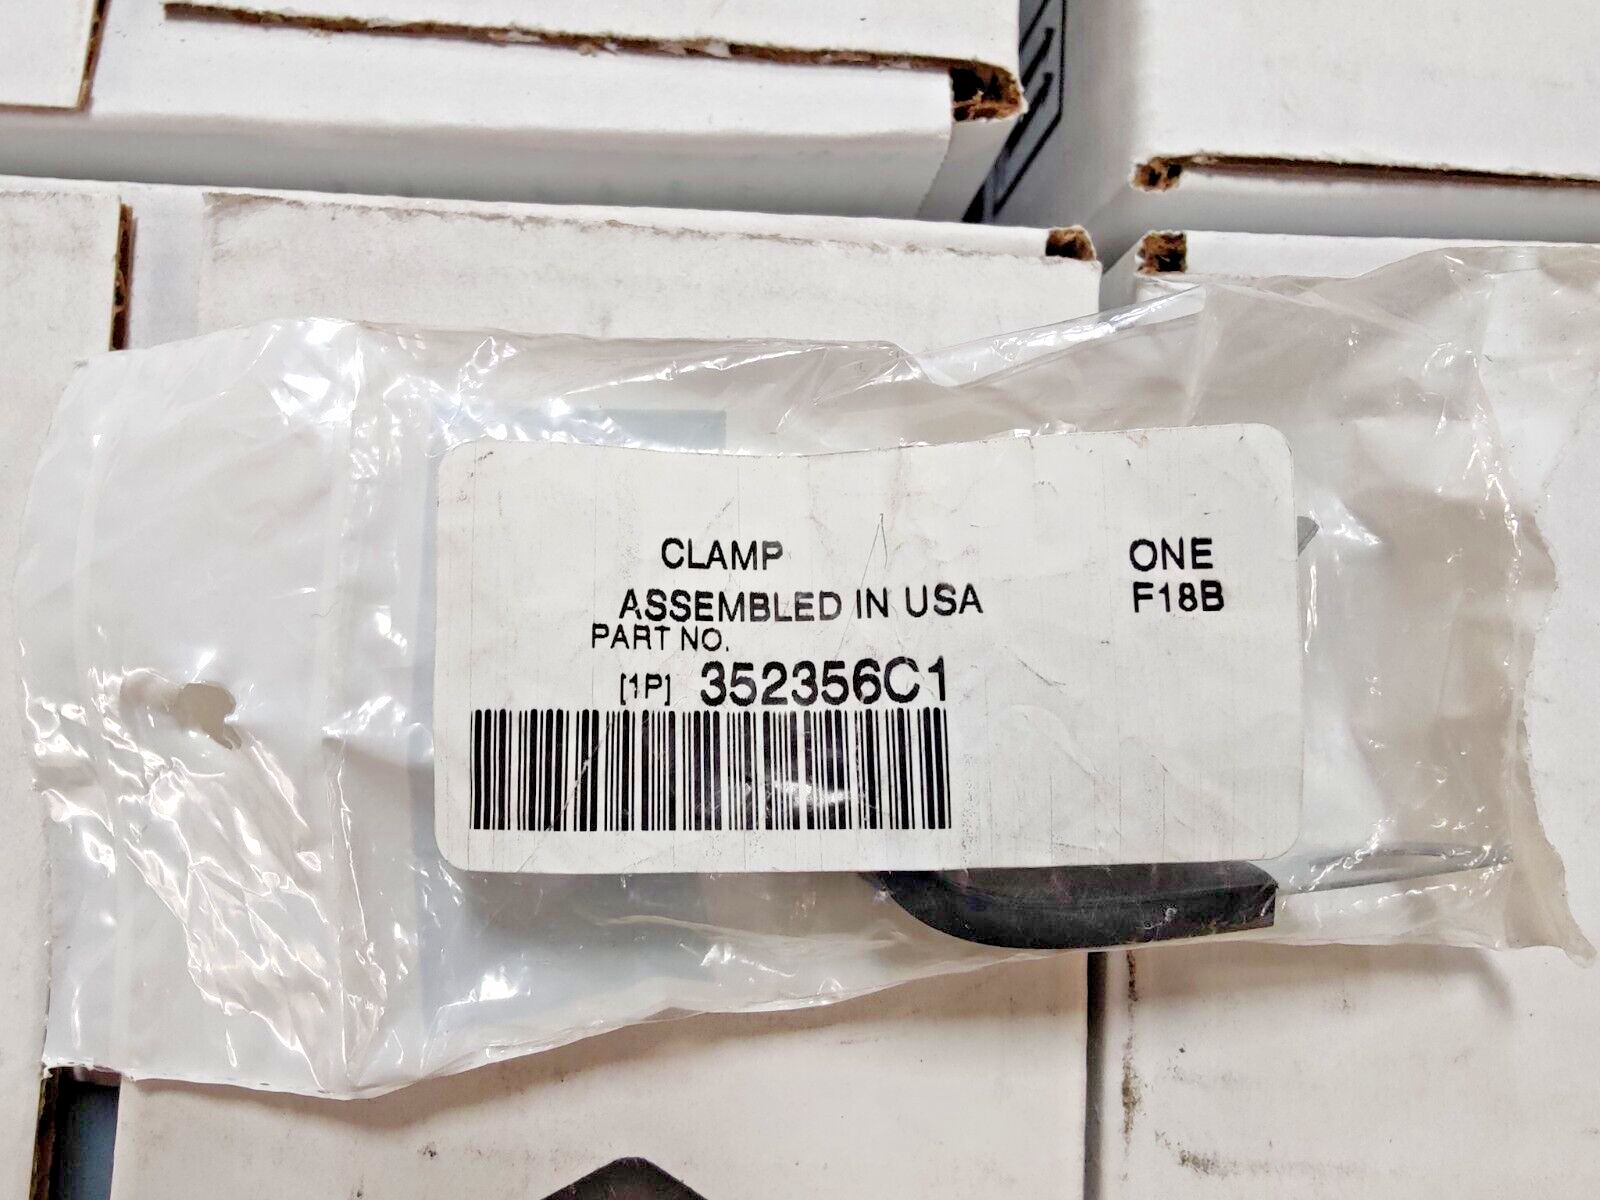 CLAMP ONE
ASSEMBLED IN USA F18B
PART NO.
[1P] 352356C1